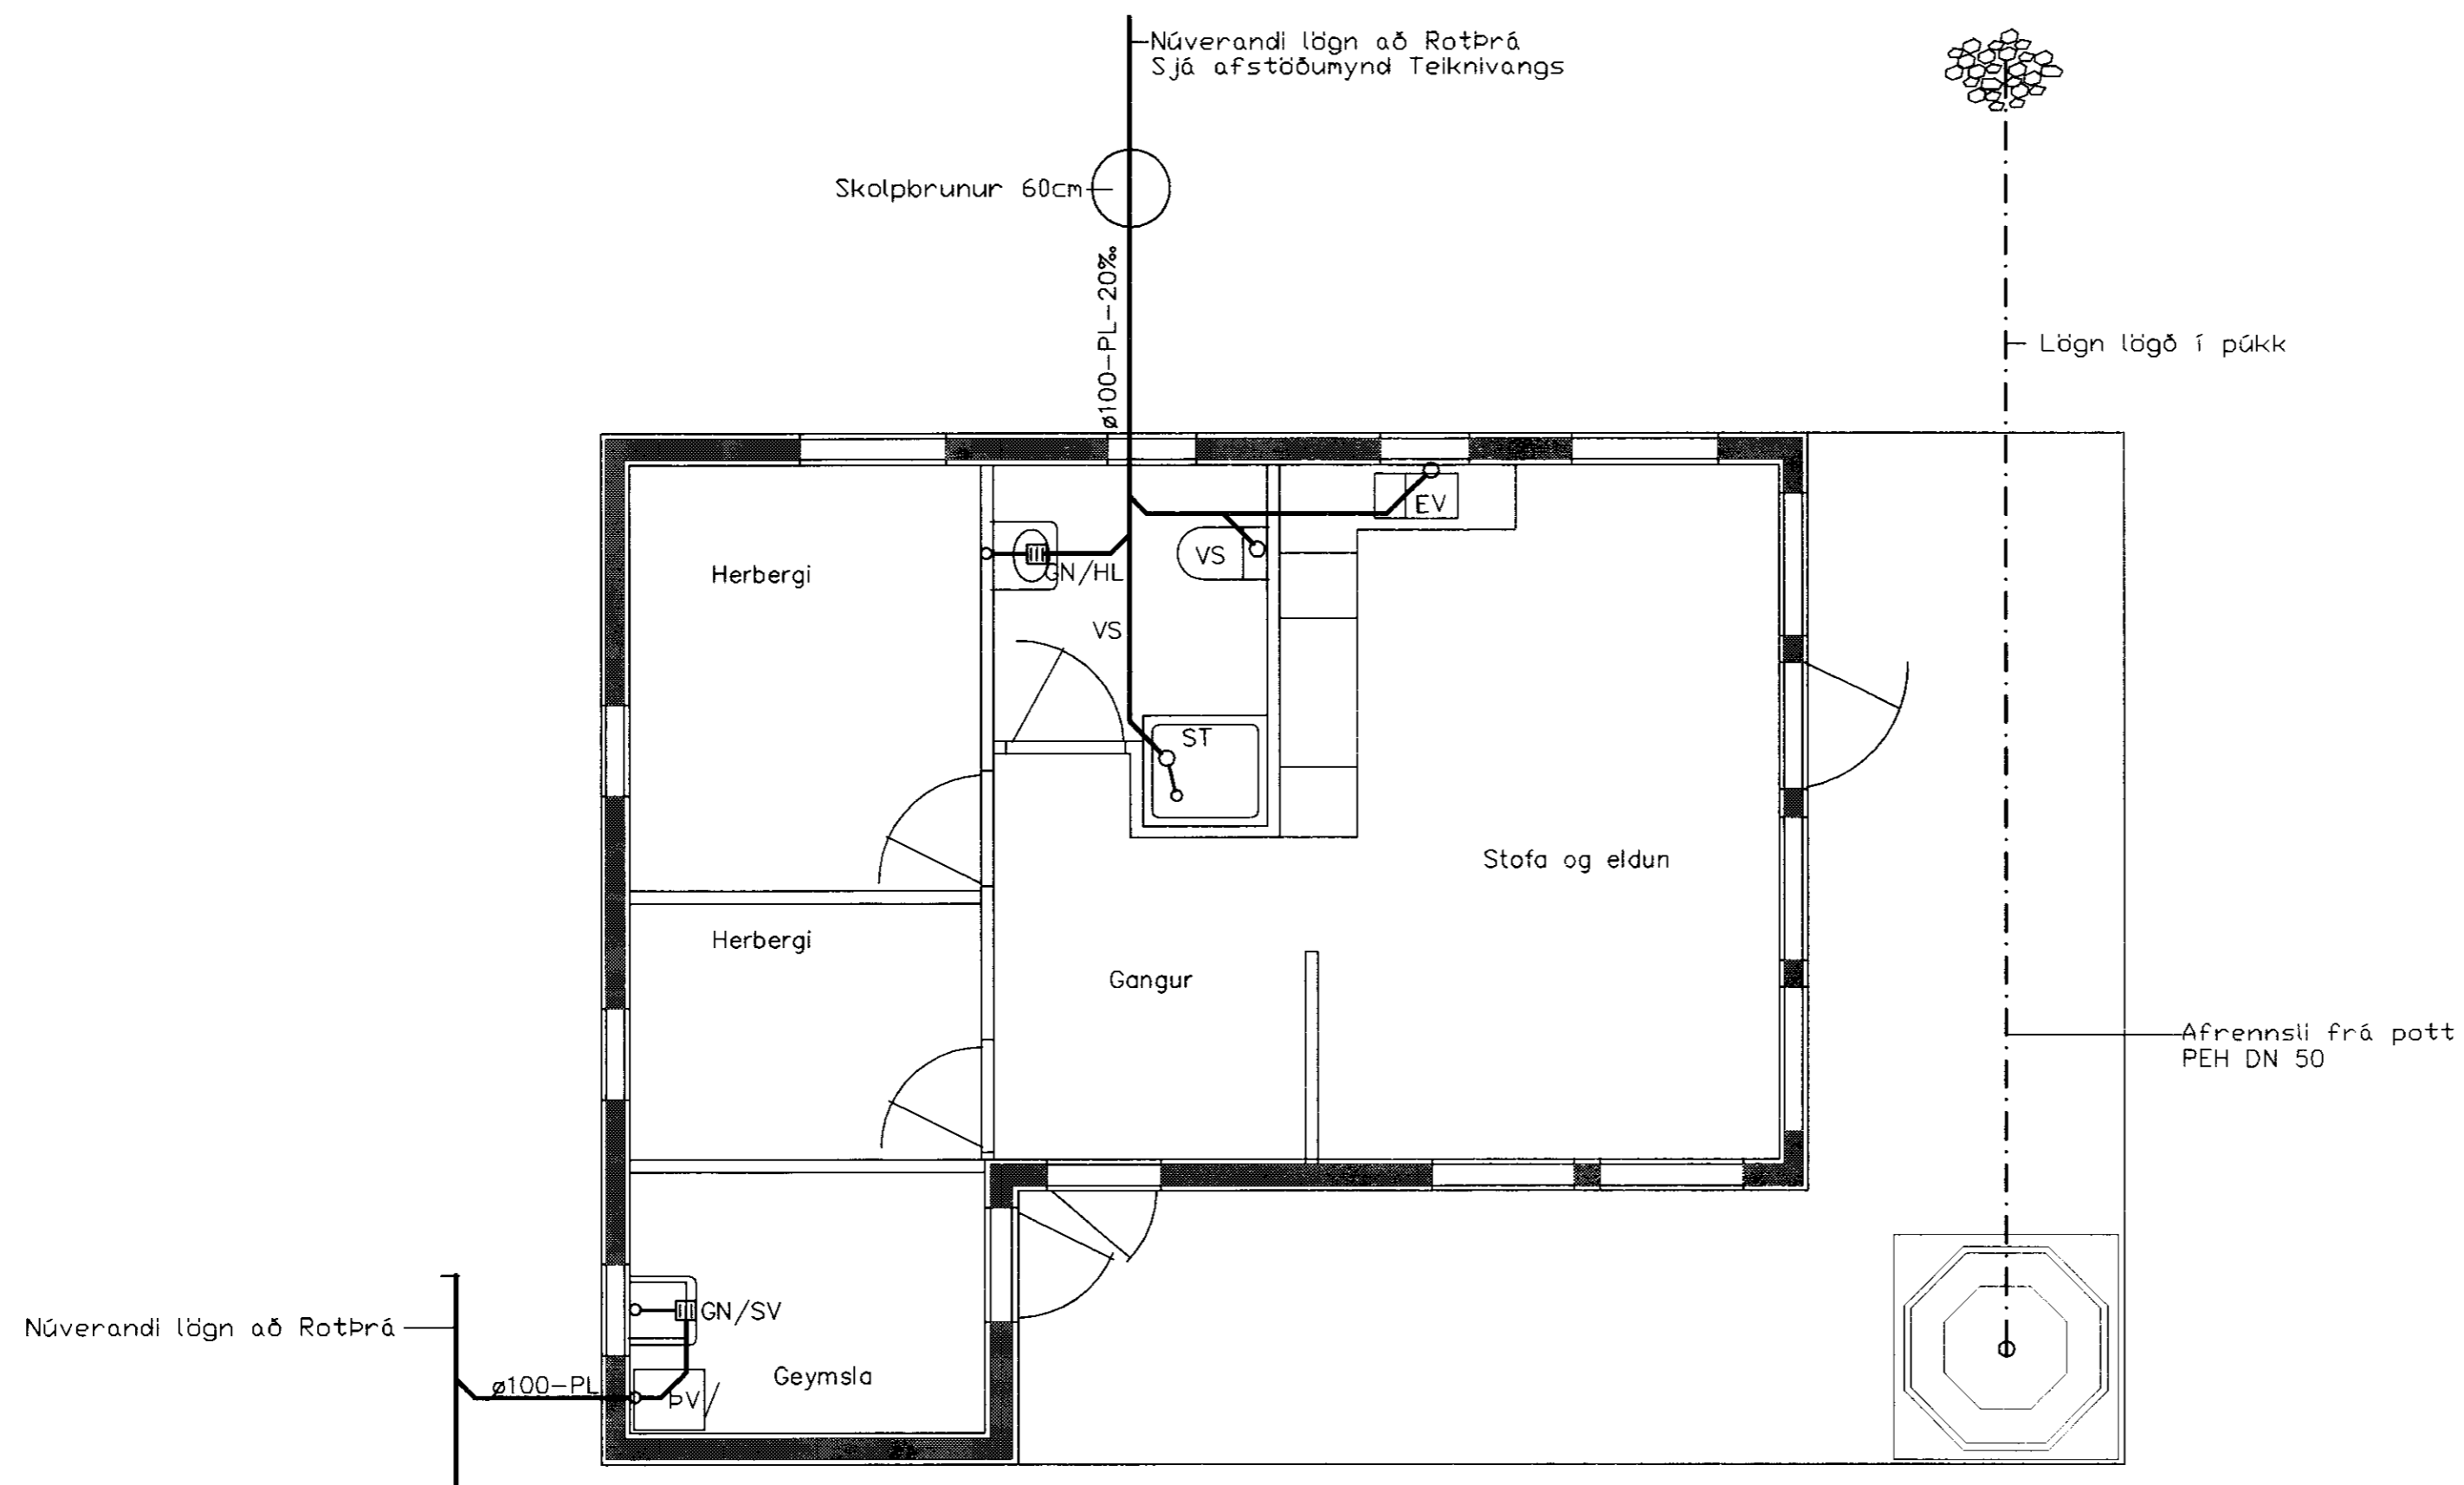 Núverandi lögn að Rotþrá
Sjá afstöðumynd Teiknivangs
Skolpbrunur 60cm
ø100-PL-20‰
Lögn lögð í púkk
EV
VS
GN/HL
Herbergi
VS
ST
Stofa og eldun
Herbergi
Gangur
Afrennsli frá pott
PEH DN 50
GN/SV
Núverandi lögn að Rotþrá
Geymsla
ø100-PL
ÞV/